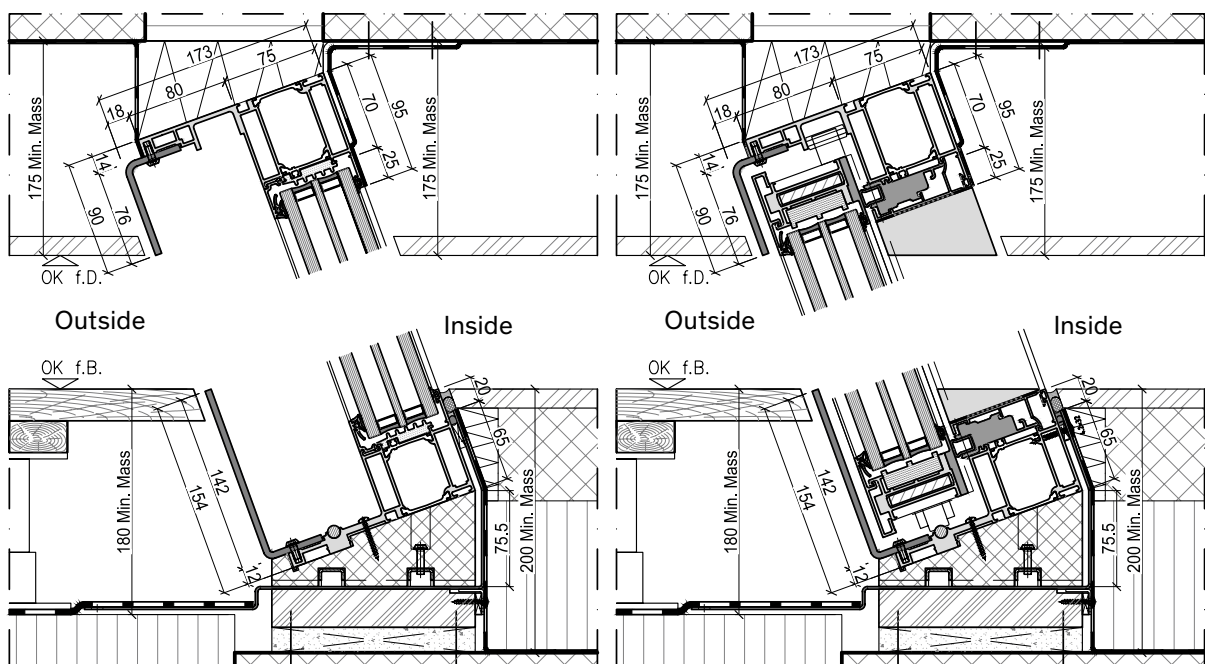 173
75
18
80
70
95
25
14
90
76
175 Min. Mass
175 Min. Mass
OK f.D.
173
75
18
80
70
95
25
14
90
76
175 Min. Mass
175 Min. Mass
OK f.D.
Outside
Inside
Outside
Inside
OK f.B.
20
65
142
154
12
75.5
180 Min. Mass
200 Min. Mass
OK f.B.
20
65
142
154
12
75.5
180 Min. Mass
200 Min. Mass